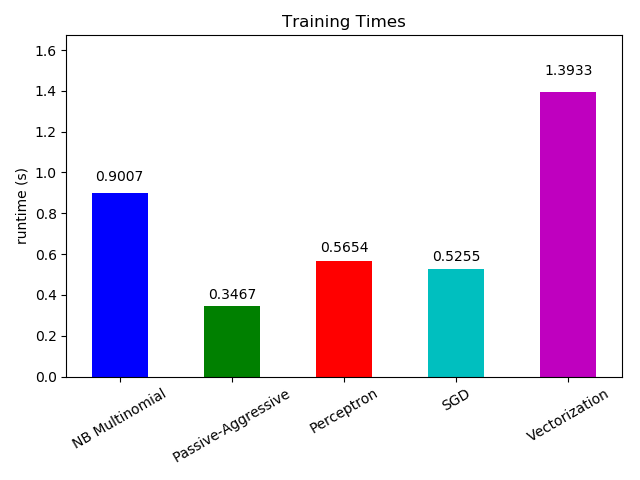 Training Times
runtime (s)
1.6
1.4
1.2
1.0
0.8
0.6
0.4
0.2
0.0
0.9007
0.3467
0.5654
0.5255
1.3933
NB Multinomial
Passive-Aggressive
Perceptron
SGD
Vectorization